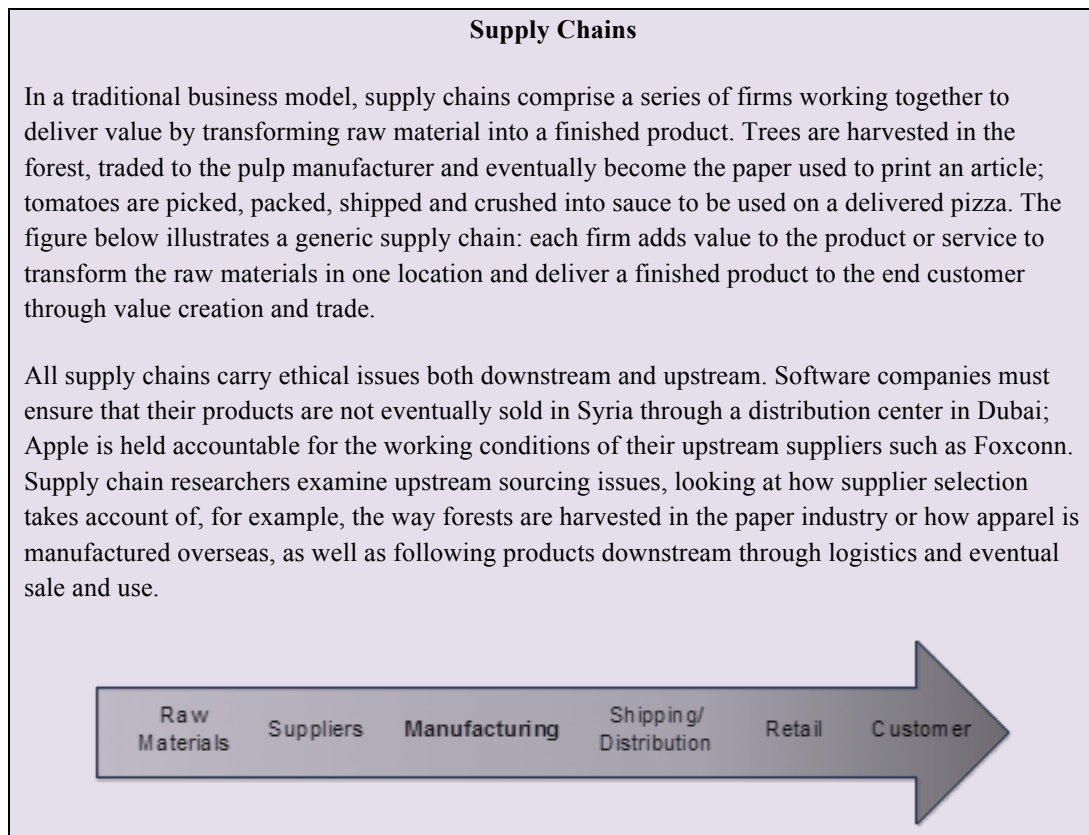 Supply Chains
In a traditional business model, supply chains comprise a series of firms working together to
deliver value by transforming raw material into a finished product. Trees are harvested in the
forest, traded to the pulp manufacturer and eventually become the paper used to print an article;
tomatoes are picked, packed, shipped and crushed into sauce to be used on a delivered pizza. The
figure below illustrates a generic supply chain: each firm adds value to the product or service to
transform the raw materials in one location and deliver a finished product to the end customer
through value creation and trade.
All supply chains carry ethical issues both downstream and upstream. Software companies must
ensure that their products are not eventually sold in Syria through a distribution center in Dubai;
Apple is held accountable for the working conditions of their upstream suppliers such as Foxconn.
Supply chain researchers examine upstream sourcing issues, looking at how supplier selection
takes account of, for example, the way forests are harvested in the paper industry or how apparel is
manufactured overseas, as well as following products downstream through logistics and eventual
sale and use.
Raw
Materials
Suppliers
Manufacturing
Shipping/
Distribution
Retail
Customer